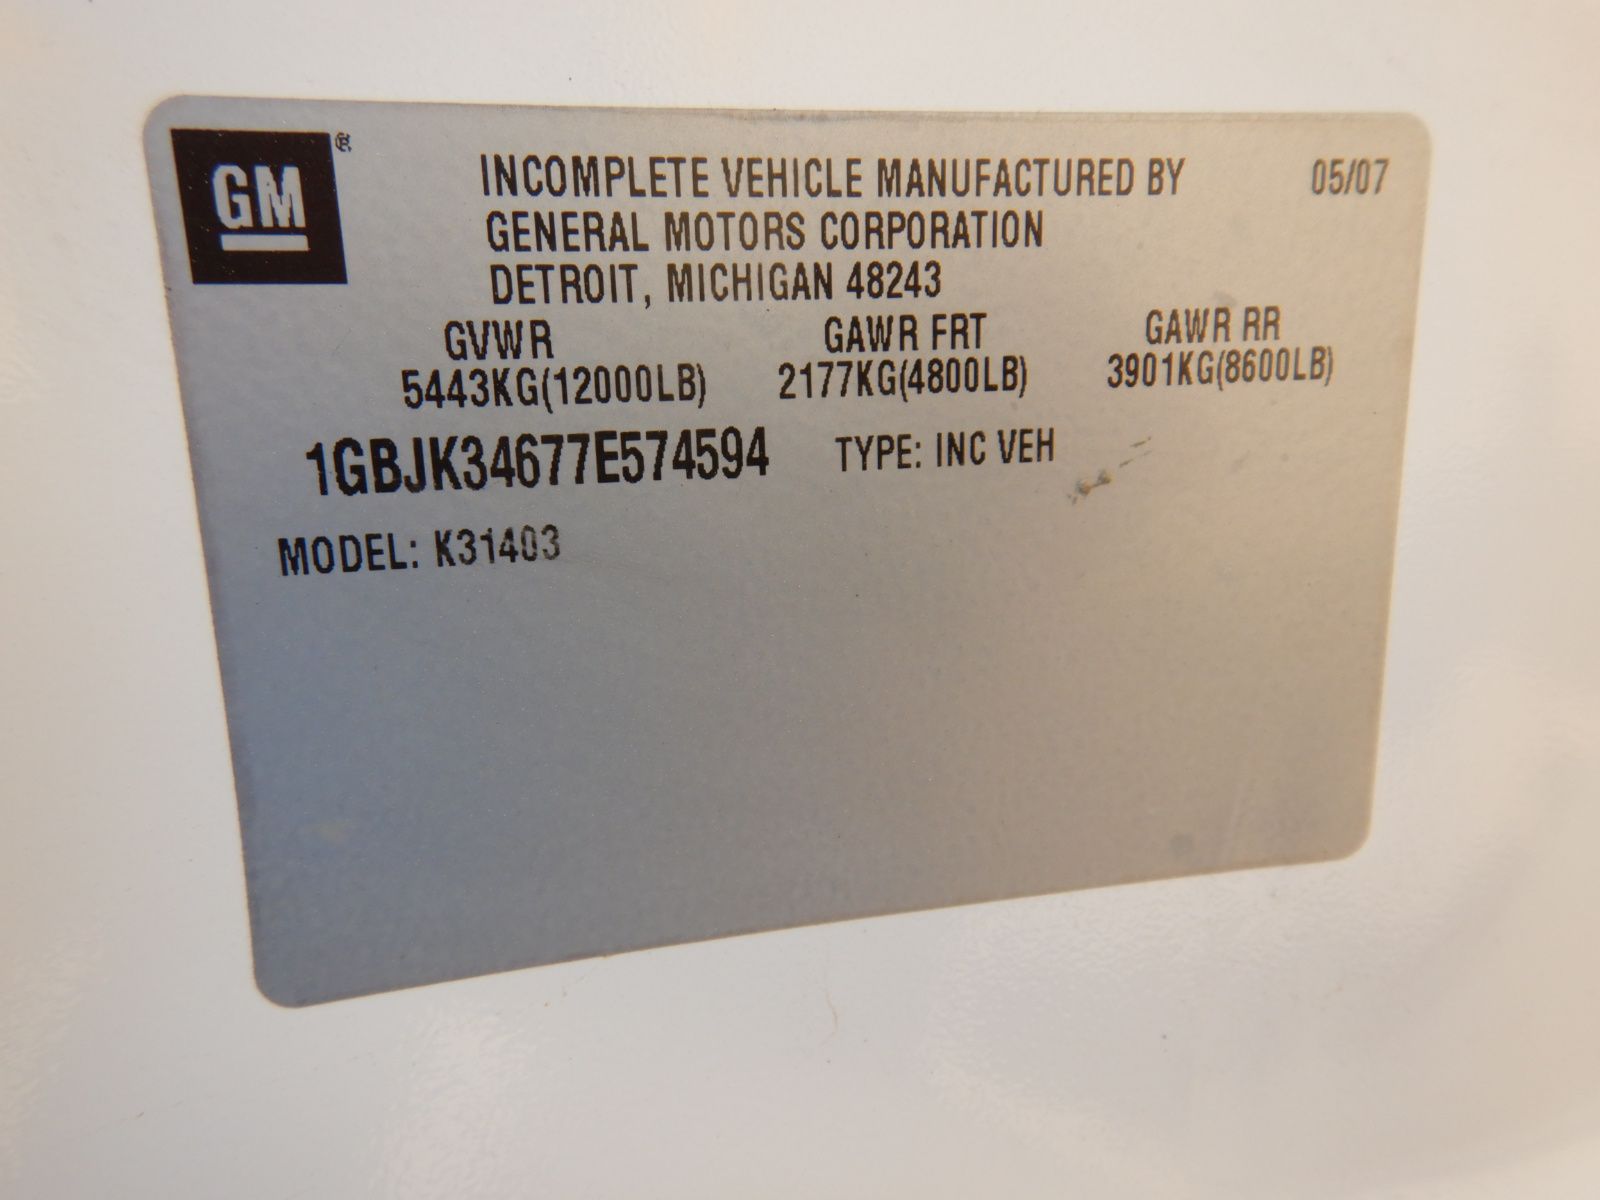 GM ®
INCOMPLETE VEHICLE MANUFACTURED BY 05/07
GENERAL MOTORS CORPORATION
DETROIT, MICHIGAN 48243
GVWR GAWR FRT GAWR RR
5443KG(12000LB) 2177KG(4800LB) 3901KG(8600LB)
1GBJK34677E574594 TYPE: INC VEH
MODEL: K31403